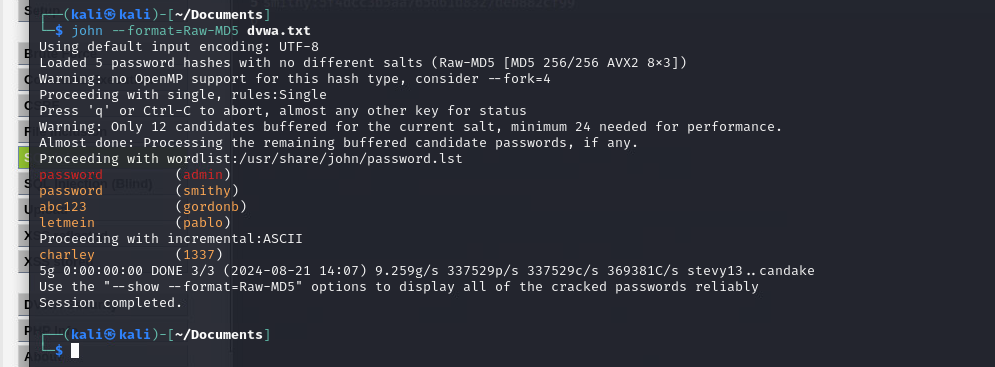 5 smithy:5f4dcc3b5aa765d61d8327deb882cf99
┌──(kali㉿kali)-[~/Documents]
└─$ john --format=Raw-MD5 dvwa.txt
Using default input encoding: UTF-8
Loaded 5 password hashes with no different salts (Raw-MD5 [MD5 256/256 AVX2 8×3])
Warning: no OpenMP support for this hash type, consider --fork=4
Proceeding with single, rules:Single
Press 'q' or Ctrl-C to abort, almost any other key for status
Warning: Only 12 candidates buffered for the current salt, minimum 24 needed for performance.
Almost done: Processing the remaining buffered candidate passwords, if any.
Proceeding with wordlist:/usr/share/john/password.lst
password         (admin)
password         (smithy)
abc123           (gordonb)
letmein          (pablo)
Proceeding with incremental:ASCII
charley          (1337)
5g 0:00:00:00 DONE 3/3 (2024-08-21 14:07) 9.259g/s 337529p/s 337529c/s 369381C/s stevy13..candake
Use the "--show --format=Raw-MD5" options to display all of the cracked passwords reliably
Session completed.
┌──(kali㉿kali)-[~/Documents]
└─$
About